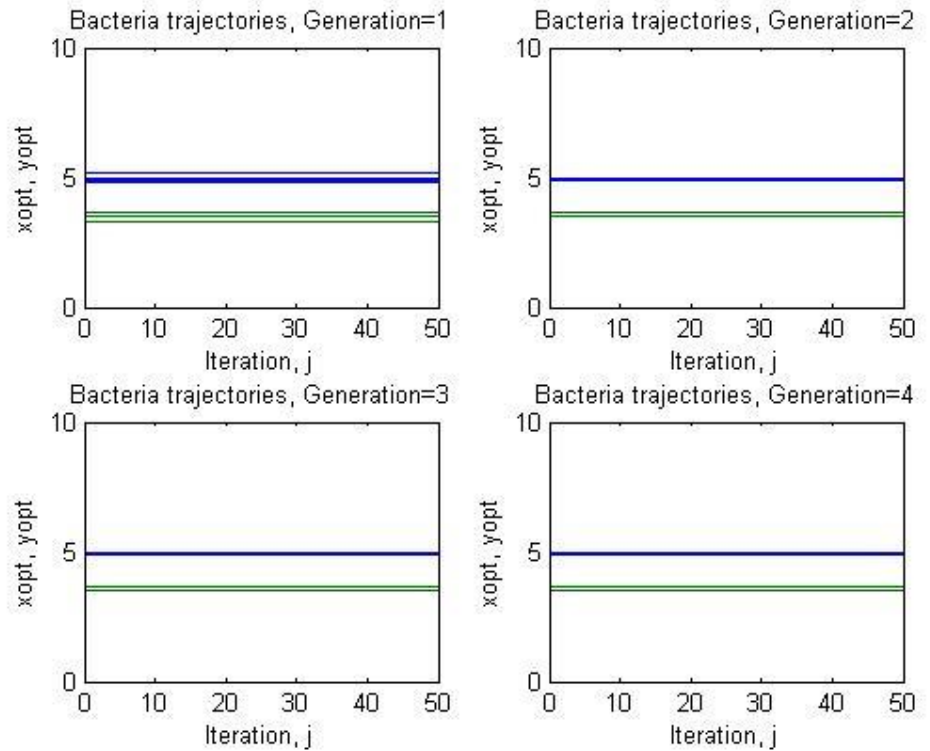 Bacteria trajectories, Generation=1
10
5
0
xopt, yopt
0 10 20 30 40 50
Iteration, j
Bacteria trajectories, Generation=2
10
5
0
xopt, yopt
0 10 20 30 40 50
Iteration, j
Bacteria trajectories, Generation=3
10
5
0
xopt, yopt
0 10 20 30 40 50
Iteration, j
Bacteria trajectories, Generation=4
10
5
0
xopt, yopt
0 10 20 30 40 50
Iteration, j